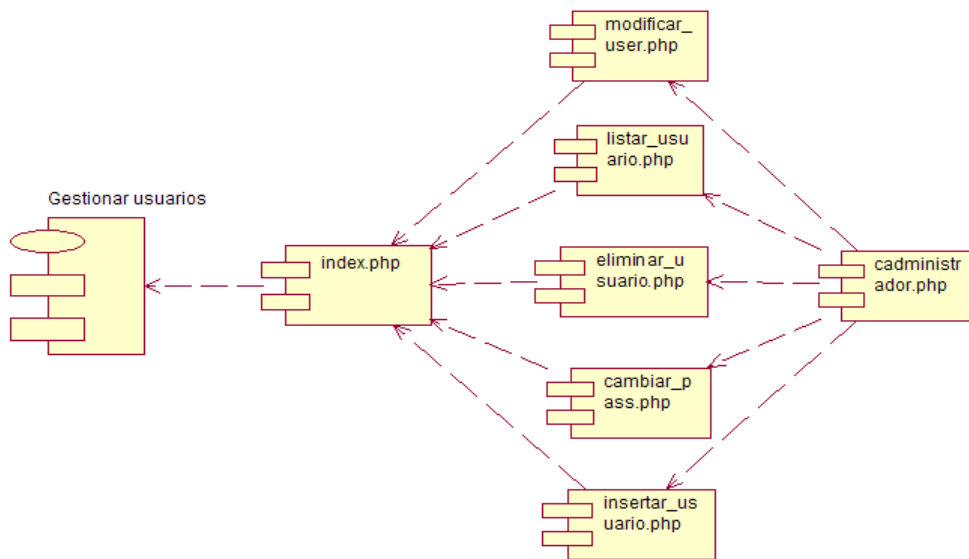 modificar_
user.php
listar_usu
ario.php
Gestionar usuarios
index.php
eliminar_u
suario.php
cadministr
ador.php
cambiar_p
ass.php
insertar_us
uario.php